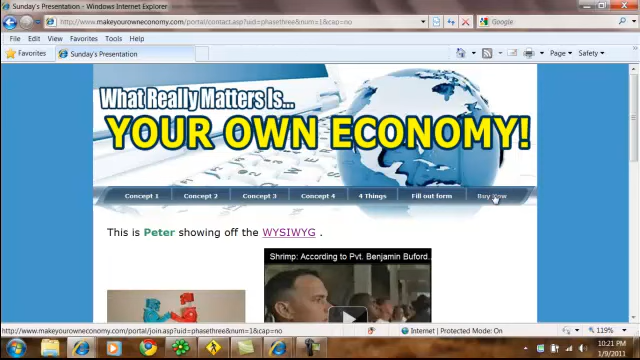 Sunday's Presentation - Windows Internet Explorer
http://www.makeyourowneconomy.com/portal/contact.asp?uid=phasethree&num=1&cap=no
Google
File Edit View Favorites Tools Help
Favorites Sunday's Presentation
Page Safety
What Really Matters Is...
YOUR OWN ECONOMY!
Concept 1 Concept 2 Concept 3 Concept 4 4 Things Fill out form Buy Now
This is Peter showing off the WYSIWYG .
Shrimp: According to Pvt. Benjamin Buford...
http://www.makeyourowneconomy.com/portal/join.asp?uid=phasethree&num=1&cap=no
Internet | Protected Mode: On
119%
10:21 PM
1/9/2011